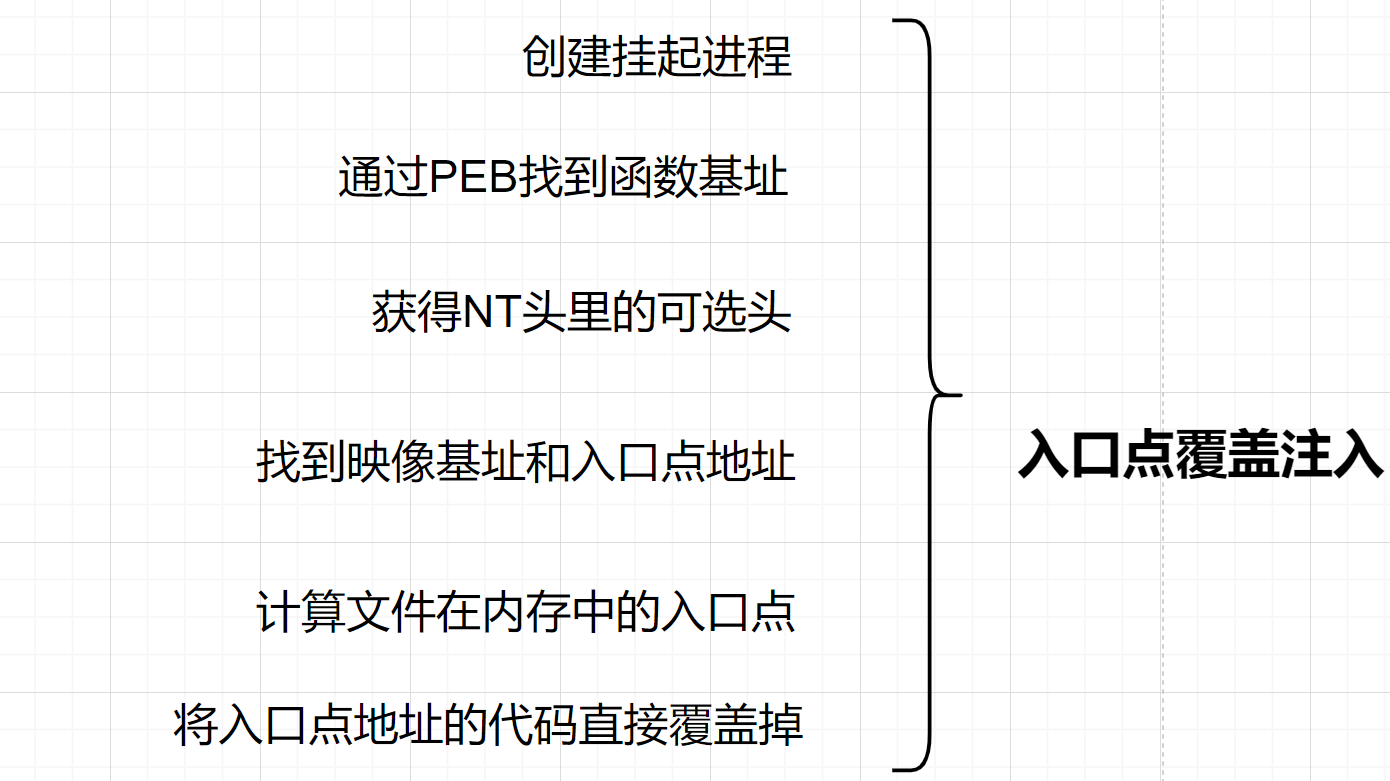 创建挂起进程
通过PEB找到函数基址
获得NT头里的可选头
找到映像基址和入口点地址
入口点覆盖注入
计算文件在内存中的入口点
将入口点地址的代码直接覆盖掉